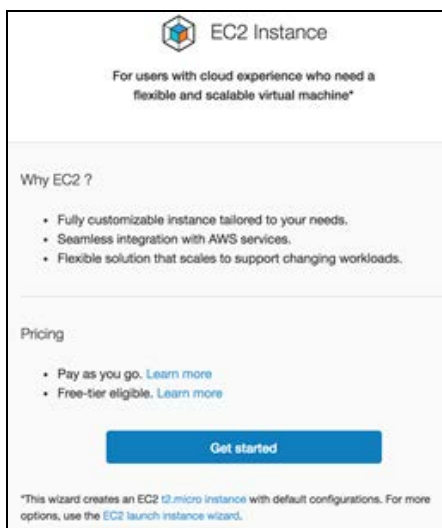 EC2 Instance
For users with cloud experience who need a
flexible and scalable virtual machine*
Why EC2 ?
• Fully customizable instance tailored to your needs.
• Seamless integration with AWS services.
• Flexible solution that scales to support changing workloads.
Pricing
• Pay as you go. Learn more
• Free-tier eligible. Learn more
Get started
*This wizard creates an EC2 t2.micro instance with default configurations. For more
options, use the EC2 launch instance wizard.